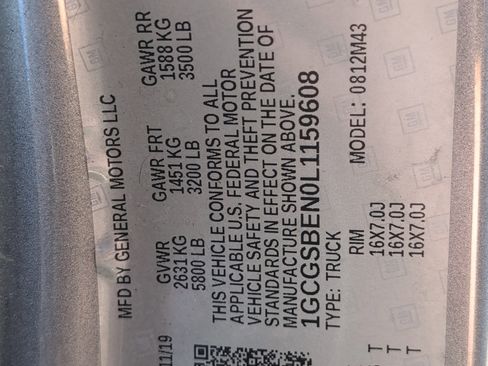 MFD BY GENERAL MOTORS LLC
11/19
GVWR GAWR FRT GAWR RR
2631 KG 1451 KG 1588 KG
5800 LB 3200 LB 3500 LB
THIS VEHICLE CONFORMS TO ALL
APPLICABLE U.S. FEDERAL MOTOR
VEHICLE SAFETY AND THEFT PREVENTION
STANDARDS IN EFFECT ON THE DATE OF
MANUFACTURE SHOWN ABOVE.
1GCGSBEN0L1159608
TYPE: TRUCK MODEL: 0812M43
RIM
T 16X7.0J
S T 16X7.0J
T 16X7.0J